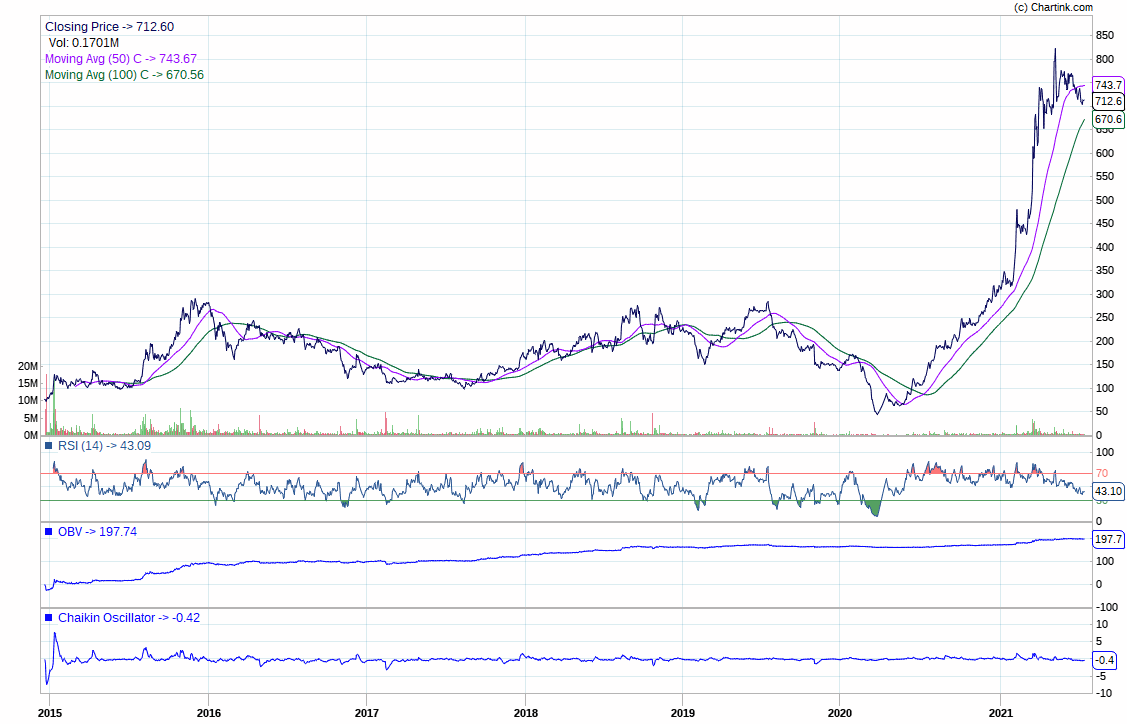 (c) Chartink.com
Closing Price -> 712.60
Vol: 0.1701M
Moving Avg (50) C -> 743.67
Moving Avg (100) C -> 670.56
850
800
743.7
712.6
670.6
650
600
550
500
450
400
350
300
250
200
150
100
50
0
20M
15M
10M
5M
0M
RSI (14) -> 43.09
100
70
43.10
0
OBV -> 197.74
197.7
100
0
-100
Chaikin Oscillator -> -0.42
10
5
-0.4
-5
-10
2015 2016 2017 2018 2019 2020 2021